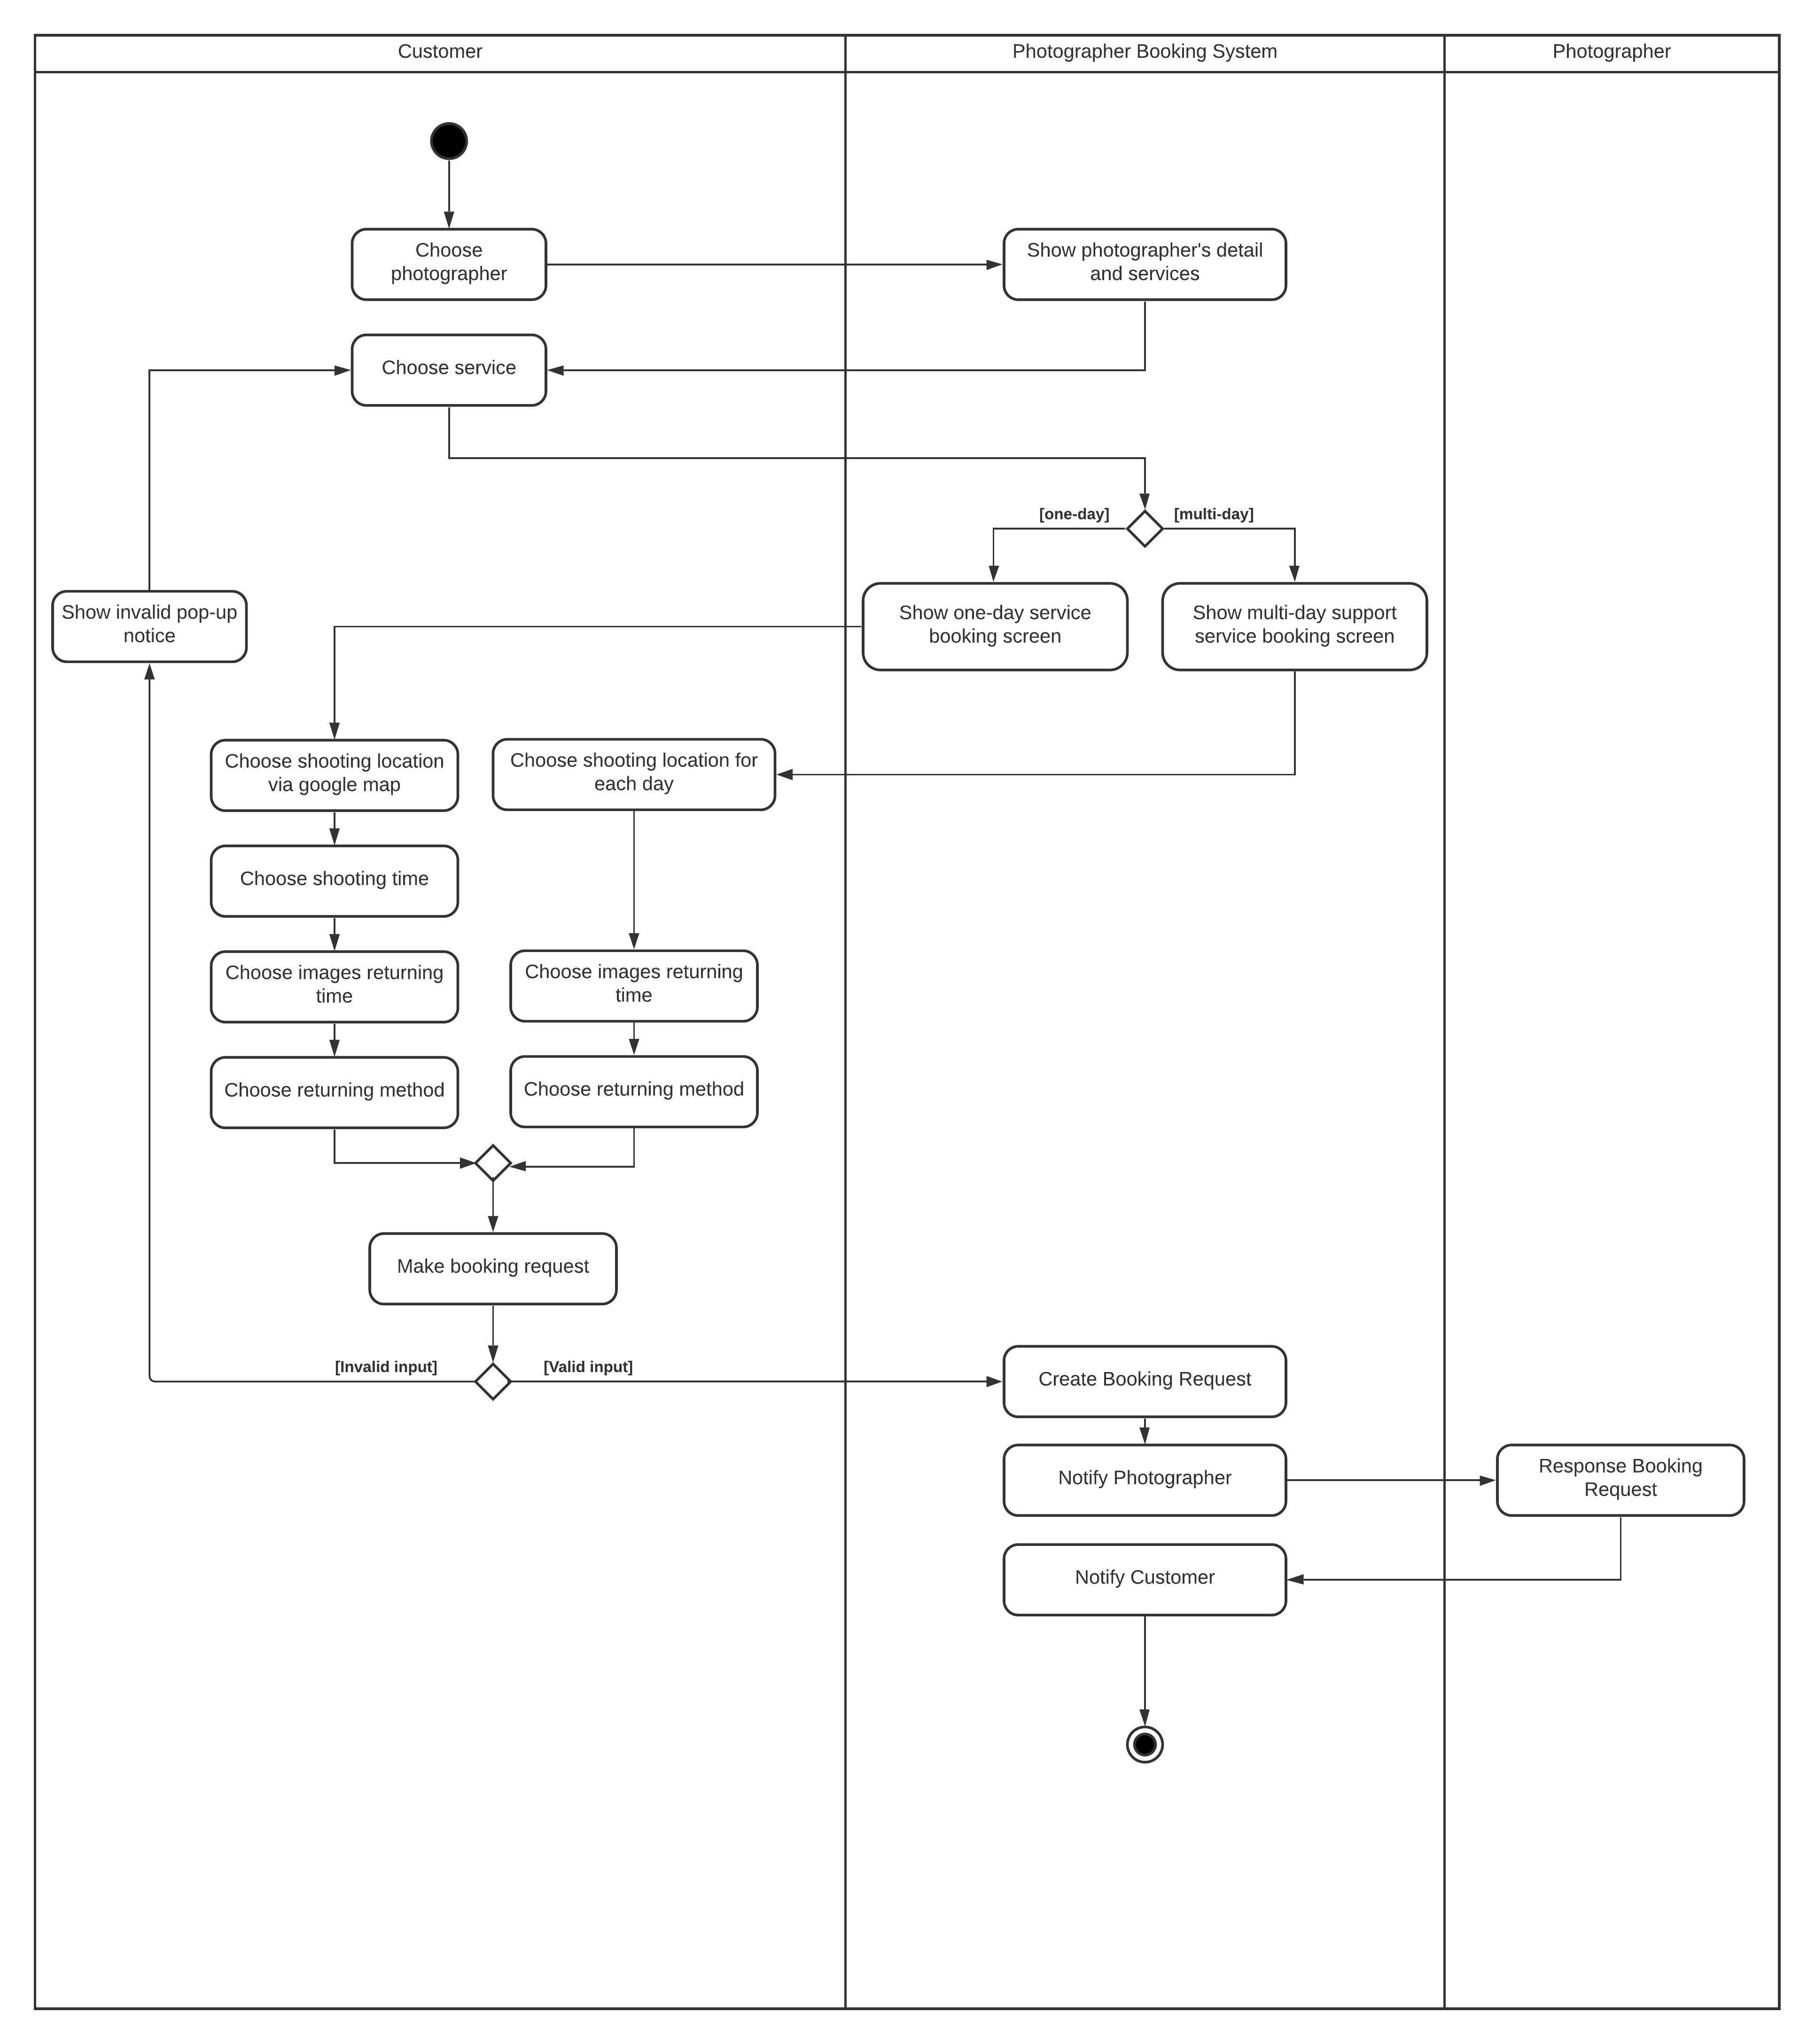 Customer
Photographer Booking System
Photographer
Choose
photographer
Show photographer's detail
and services
Choose service
[one-day]
[multi-day]
Show invalid pop-up
notice
Show one-day service
booking screen
Show multi-day support
service booking screen
Choose shooting location
via google map
Choose shooting location for
each day
Choose shooting time
Choose images returning
time
Choose images returning
time
Choose returning method
Choose returning method
Make booking request
[Invalid input]
[Valid input]
Create Booking Request
Notify Photographer
Response Booking
Request
Notify Customer